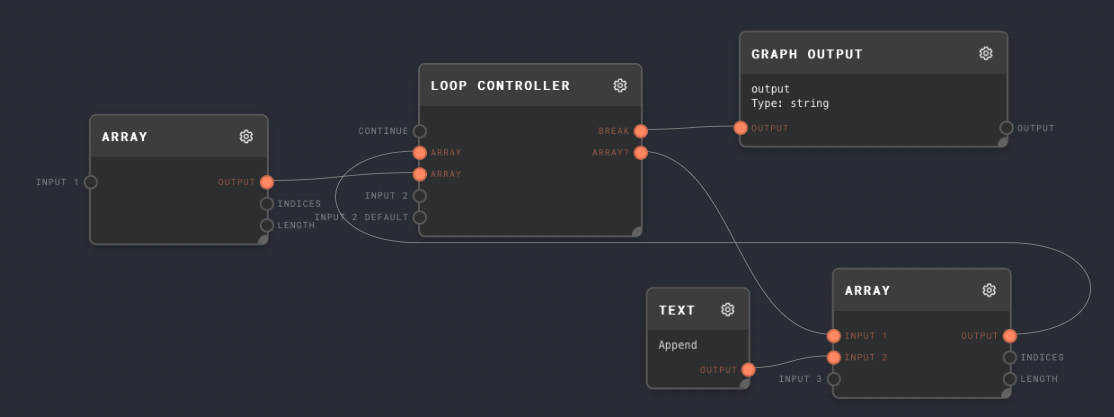 ARRAY
INPUT 1
OUTPUT
INDICES
LENGTH
LOOP CONTROLLER
CONTINUE
BREAK
ARRAY
ARRAY?
ARRAY
INPUT 2
INPUT 2 DEFAULT
GRAPH OUTPUT
output
Type: string
OUTPUT
OUTPUT
TEXT
Append
OUTPUT
ARRAY
INPUT 1
OUTPUT
INPUT 2
INDICES
INPUT 3
LENGTH